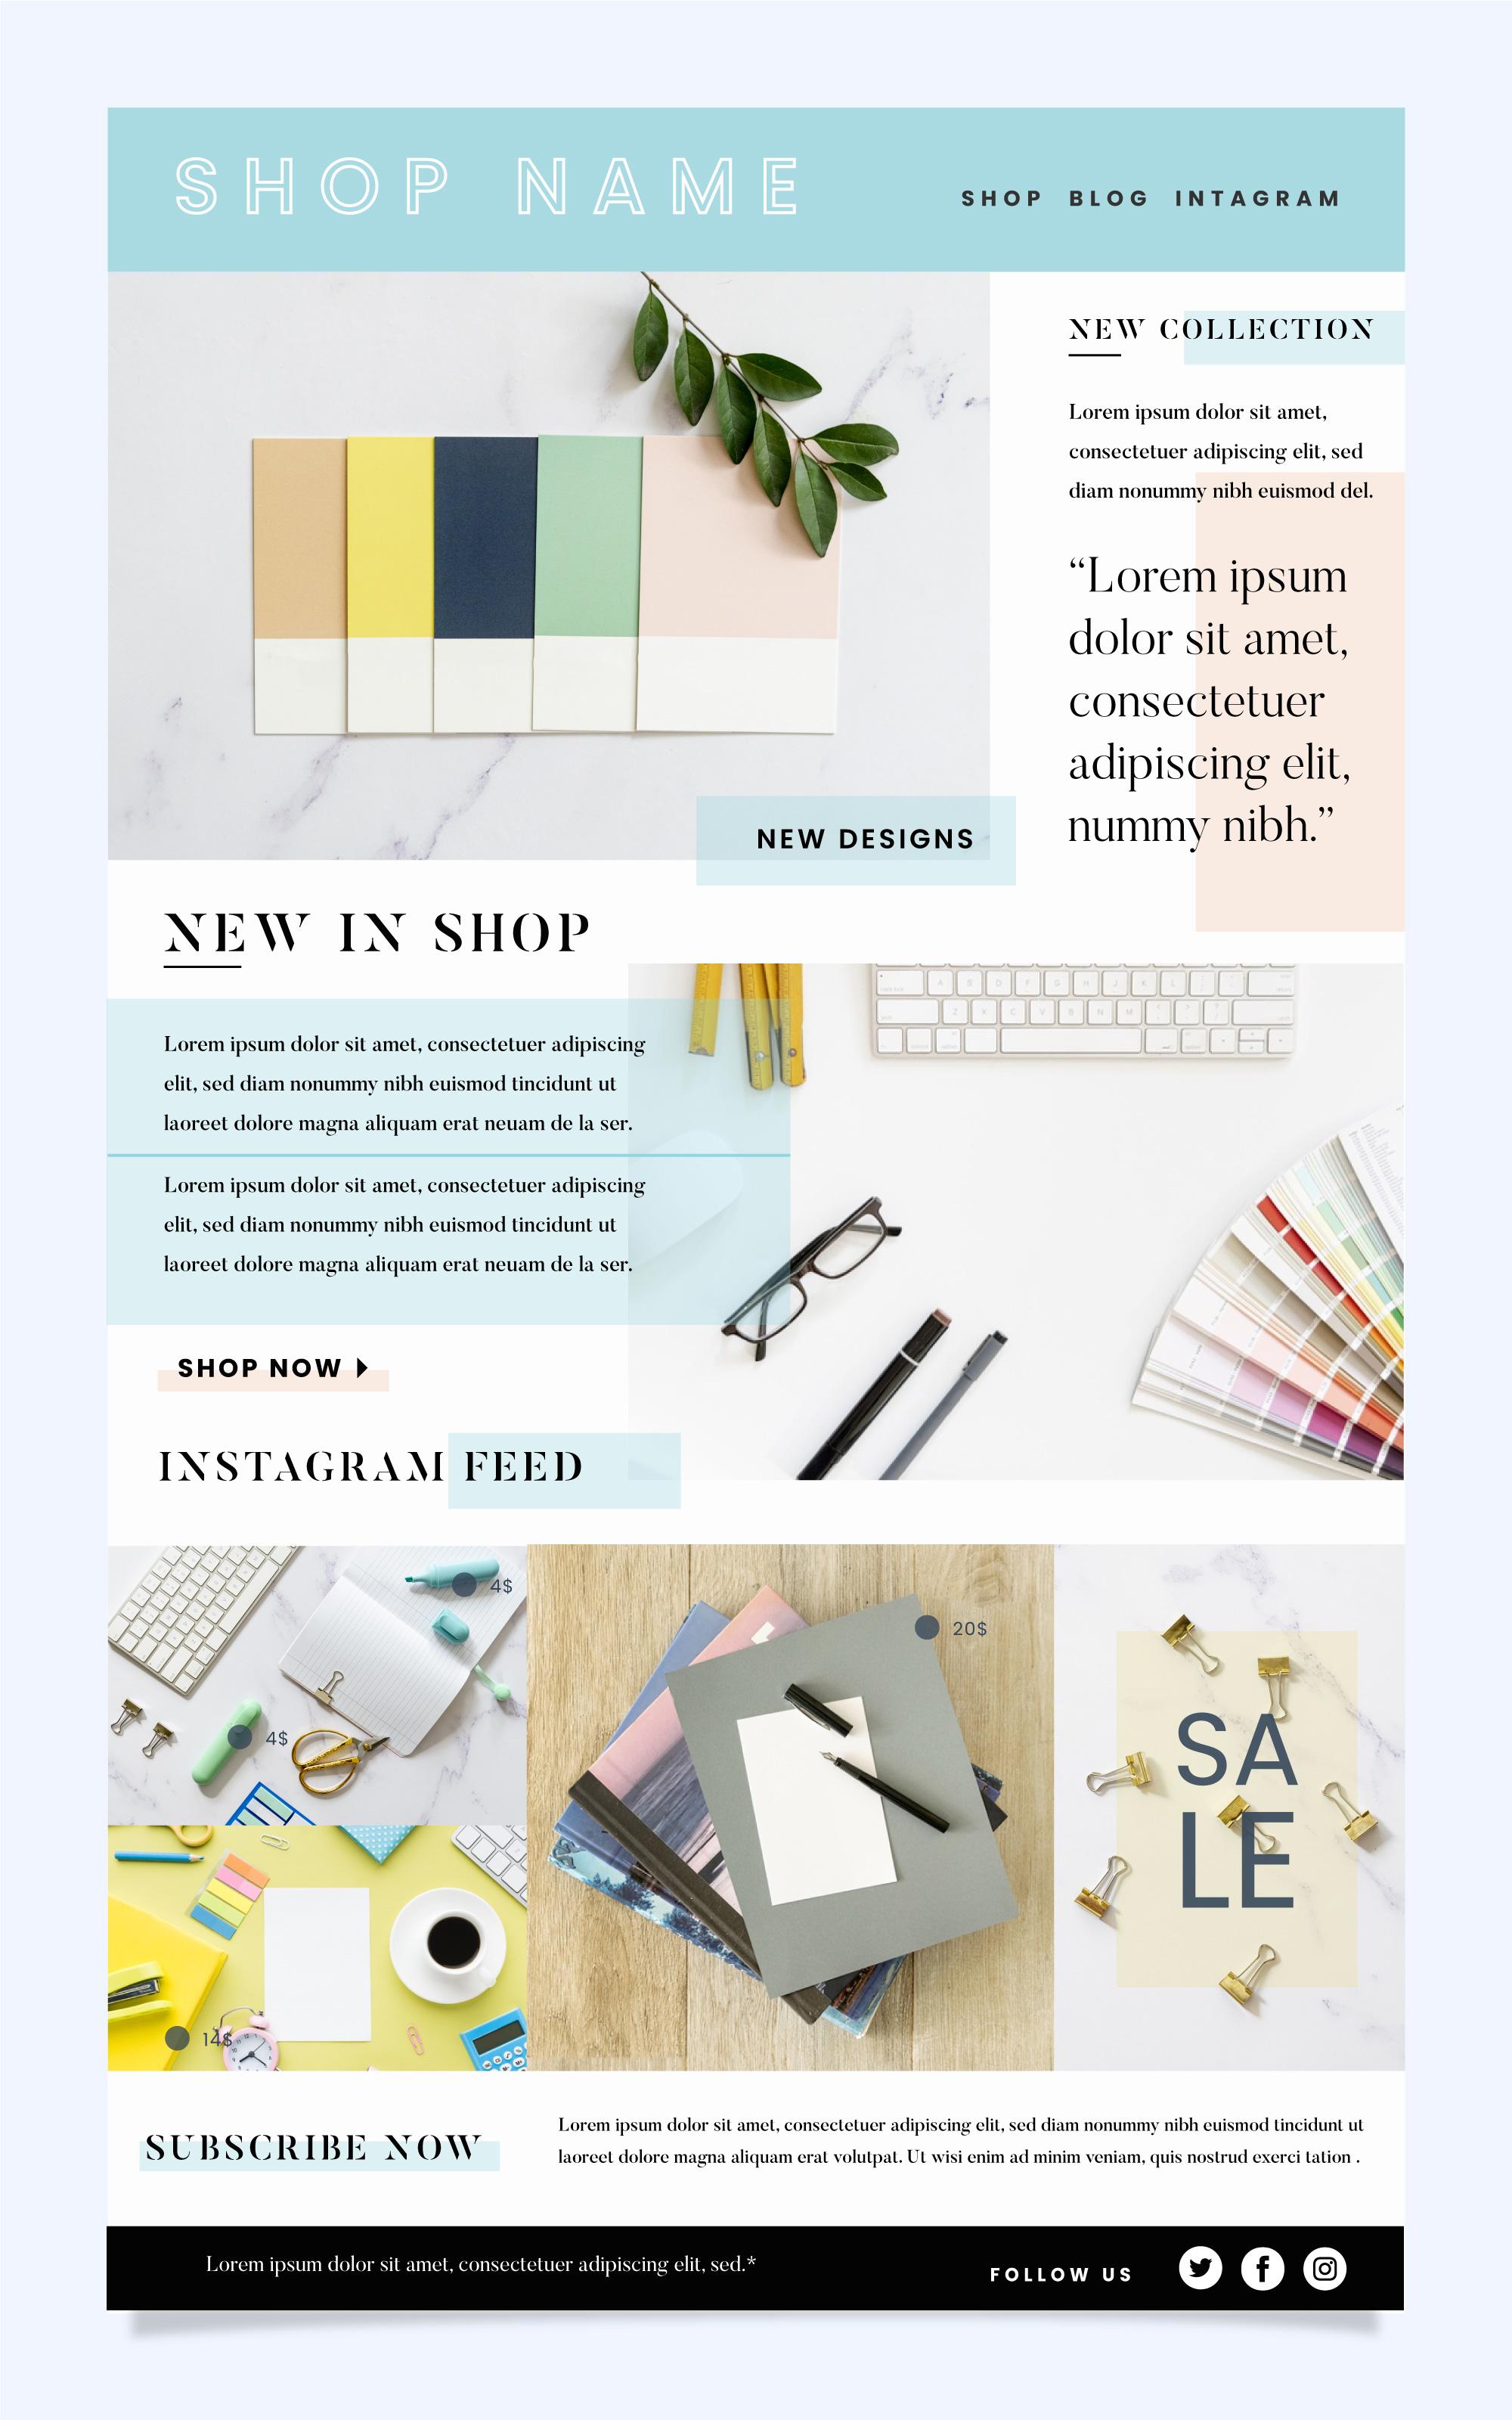 SHOP NAME
SHOP BLOG INTAGRAM
NEW COLLECTION
Lorem ipsum dolor sit amet,
consectetuer adipiscing elit, sed
diam nonummy nibh euismod del.
“Lorem ipsum
dolor sit amet,
consectetuer
adipiscing elit,
nummy nibh.”
NEW DESIGNS
NEW IN SHOP
Lorem ipsum dolor sit amet, consectetuer adipiscing
elit, sed diam nonummy nibh euismod tincidunt ut
laoreet dolore magna aliquam erat neuam de la ser.
Lorem ipsum dolor sit amet, consectetuer adipiscing
elit, sed diam nonummy nibh euismod tincidunt ut
laoreet dolore magna aliquam erat neuam de la ser.
SHOP NOW
INSTAGRAM FEED
4$
4$
14$
20$
SA
LE
SUBSCRIBE NOW
Lorem ipsum dolor sit amet, consectetuer adipiscing elit, sed diam nonummy nibh euismod tincidunt ut
laoreet dolore magna aliquam erat volutpat. Ut wisi enim ad minim veniam, quis nostrud exerci tation .
Lorem ipsum dolor sit amet, consectetuer adipiscing elit, sed.*
FOLLOW US